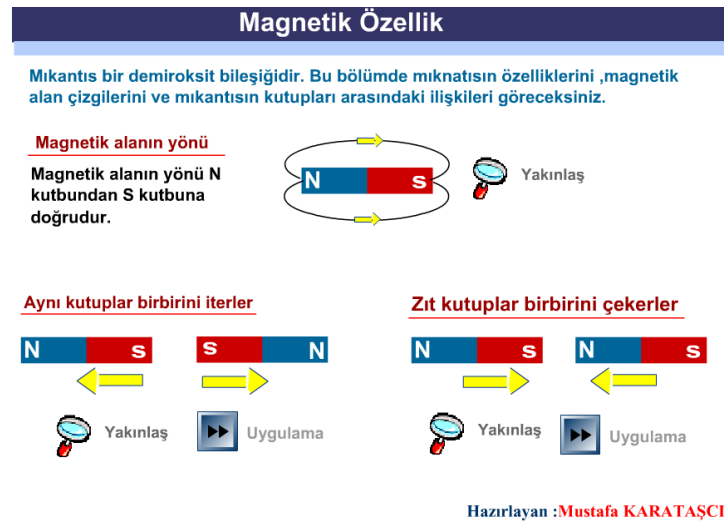 Magnetik Özellik
Mıkantıs bir demiroksit bileşiğidir. Bu bölümde mıknatısın özelliklerini ,magnetik
alan çizgilerini ve mıkantısın kutupları arasındaki ilişkileri göreceksiniz.
Magnetik alanın yönü
Magnetik alanın yönü N
kutbundan S kutbuna
doğrudur.
N S
Yakınlaş
Aynı kutuplar birbirini iterler
Zıt kutuplar birbirini çekerler
N S S N
N S N S
Yakınlaş Uygulama
Yakınlaş Uygulama
Hazırlayan :Mustafa KARATAŞCI